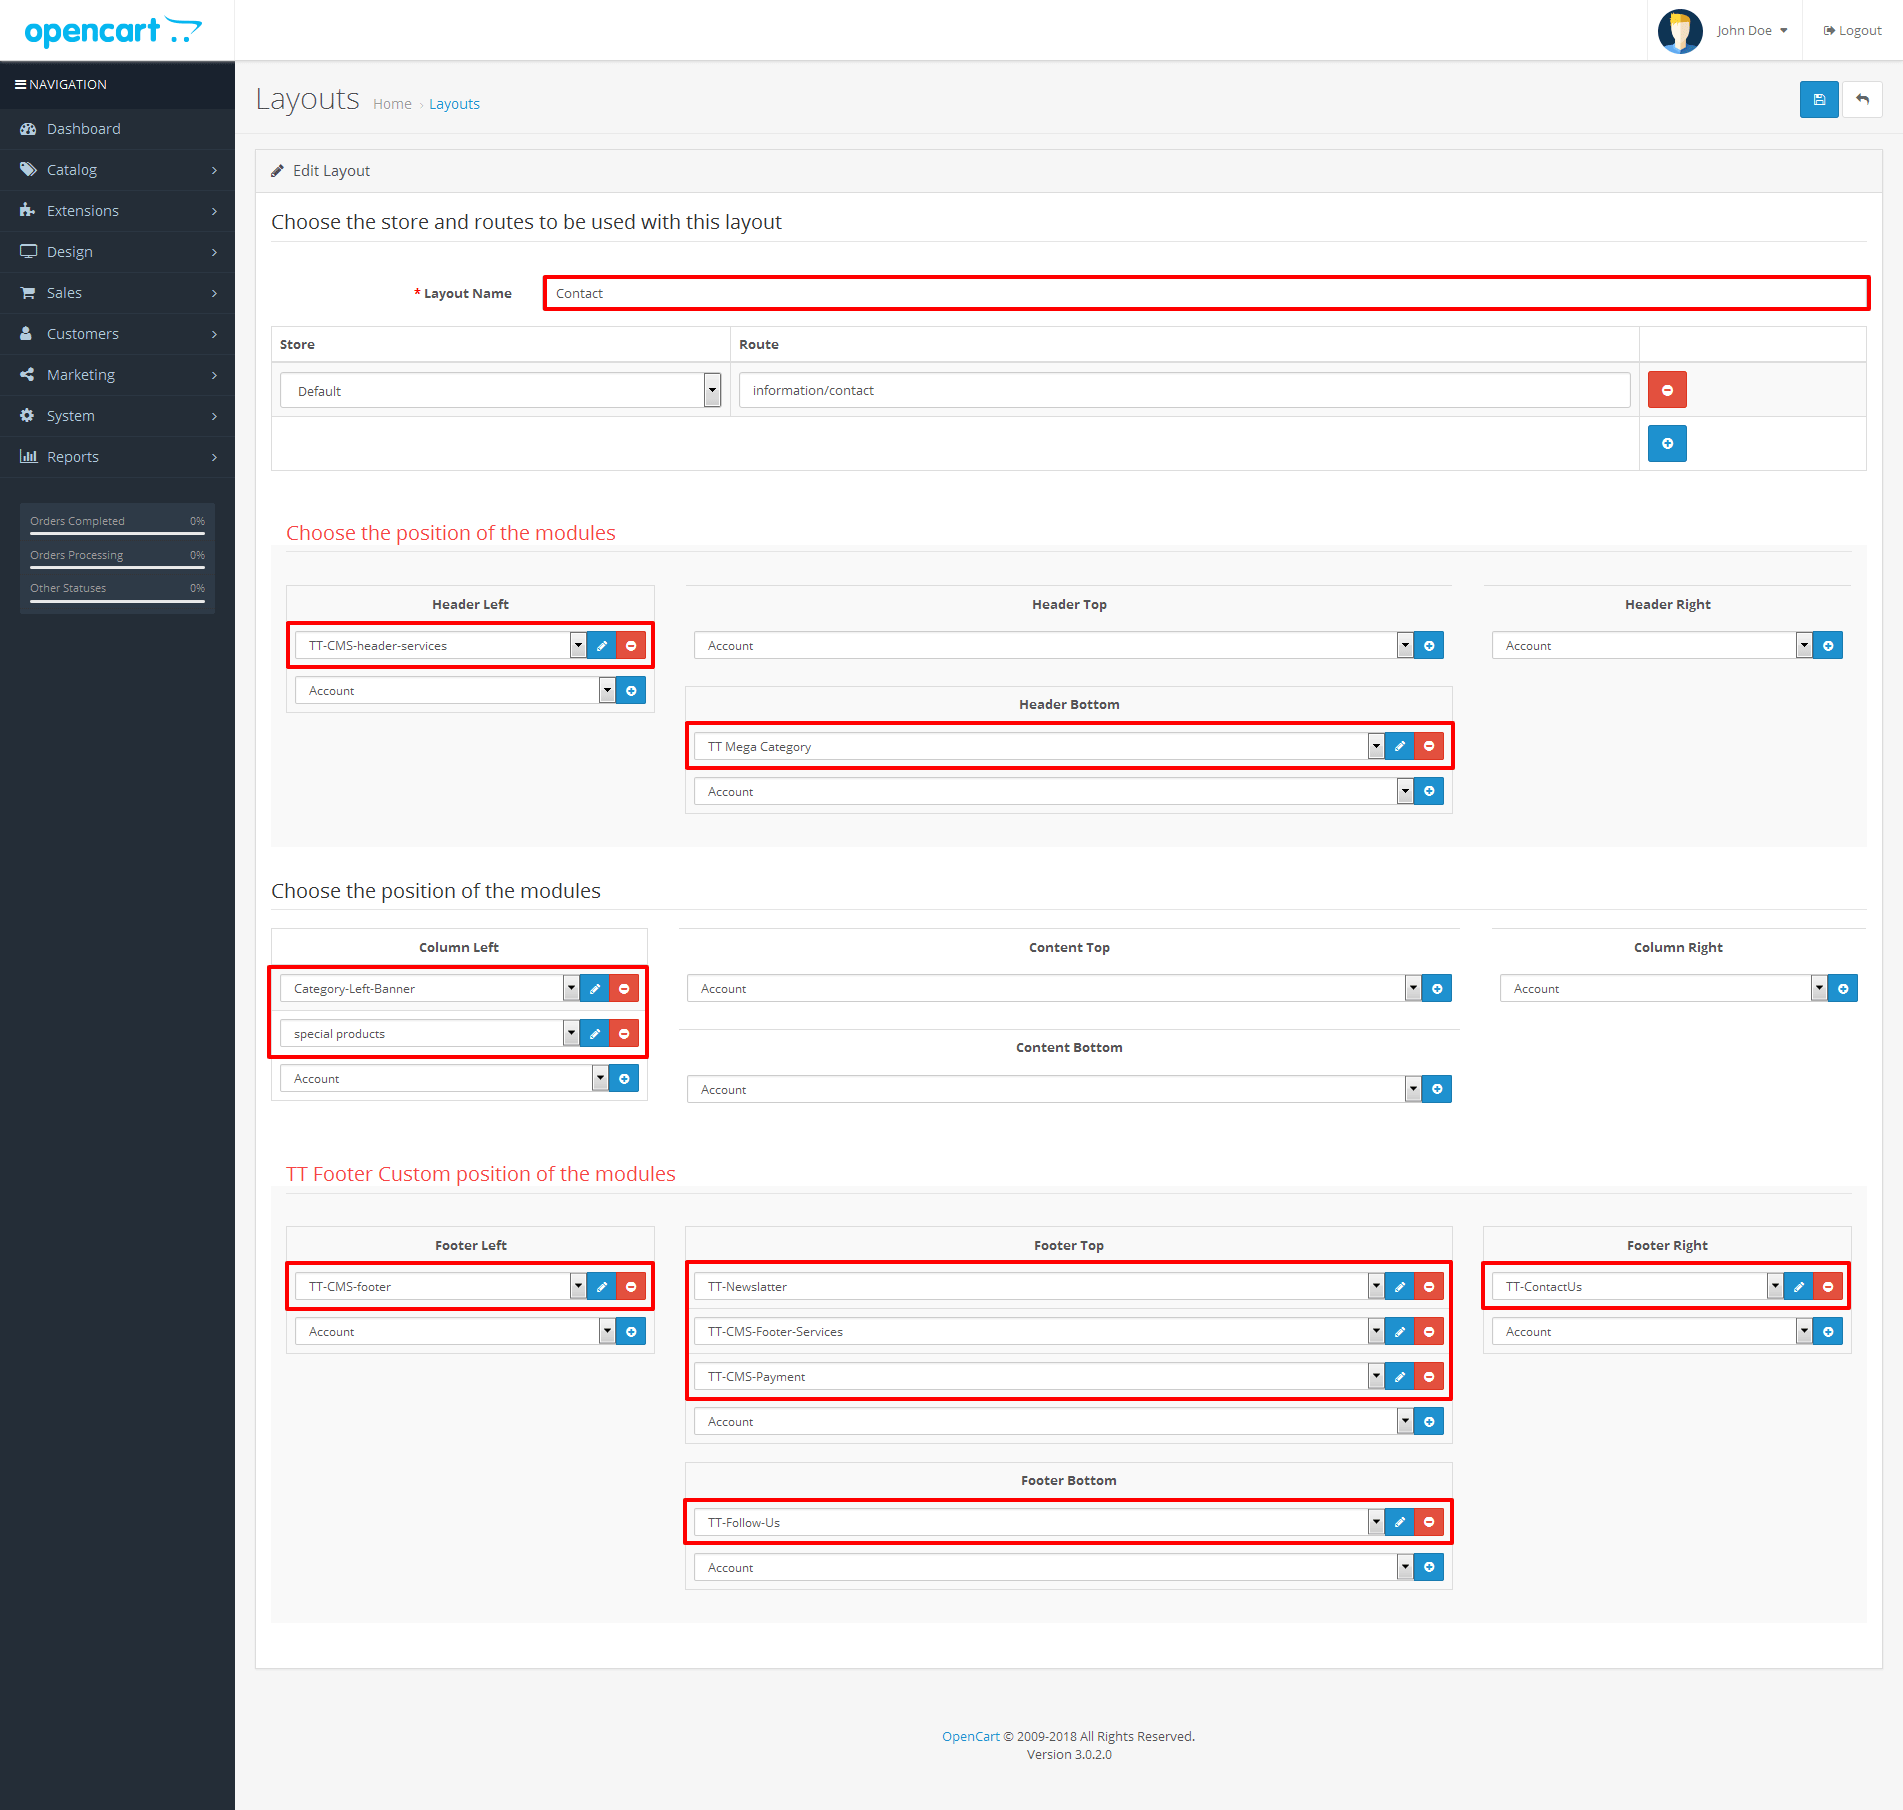 opencart
John Doe
Logout
NAVIGATION
Dashboard
Catalog
Extensions
Design
Sales
Customers
Marketing
System
Reports
Orders Completed 0%
Orders Processing 0%
Other Statuses 0%
Layouts Home › Layouts
Edit Layout
Choose the store and routes to be used with this layout
* Layout Name Contact
Store Route
Default information/contact
Choose the position of the modules
Header Left
TT-CMS-header-services
Account
Header Top
Account
Header Bottom
TT Mega Category
Account
Header Right
Account
Choose the position of the modules
Column Left
Category-Left-Banner
special products
Account
Content Top
Account
Content Bottom
Account
Column Right
Account
TT Footer Custom position of the modules
Footer Left
TT-CMS-footer
Account
Footer Top
TT-Newslatter
TT-CMS-Footer-Services
TT-CMS-Payment
Account
Footer Bottom
TT-Follow-Us
Account
Footer Right
TT-ContactUs
Account
OpenCart © 2009-2018 All Rights Reserved.
Version 3.0.2.0